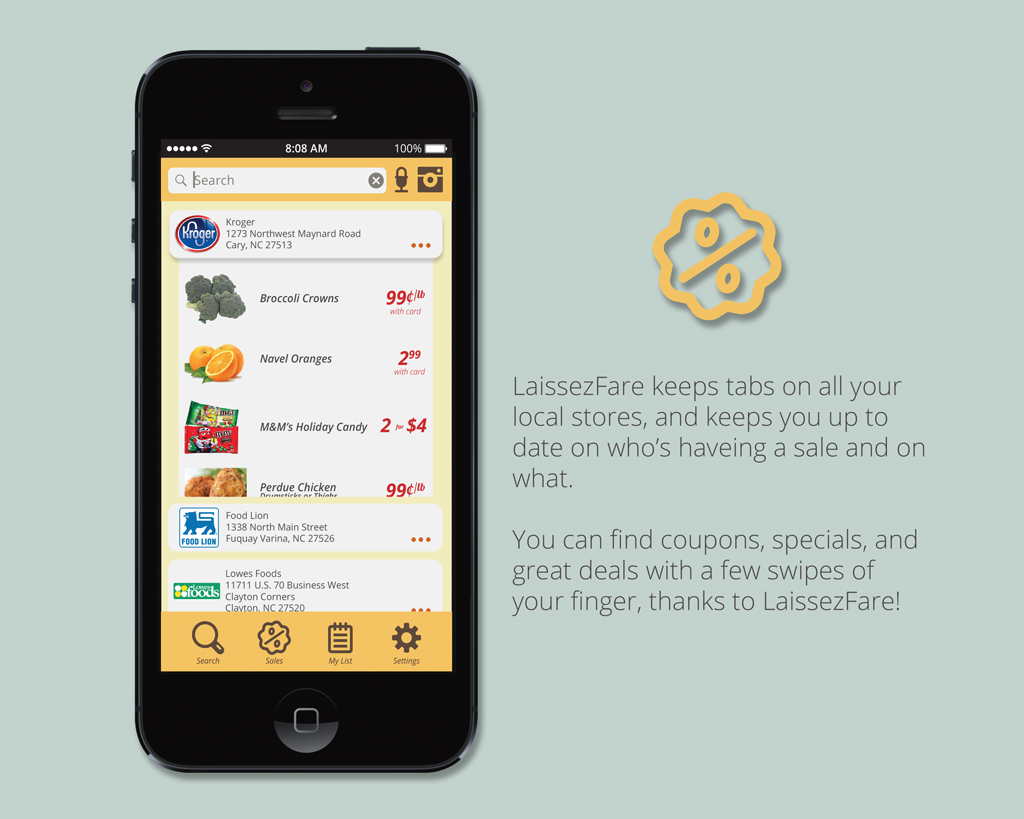 8:08 AM
100%
Search
Kroger
Kroger
1273 Northwest Maynard Road
Cary, NC 27513
Broccoli Crowns
99¢/lb
with card
Navel Oranges
2⁹⁹
with card
M&M's Holiday Candy
2 for $4
Perdue Chicken
Drumsticks or Thighs
99¢/lb
FOOD LION
Food Lion
1338 North Main Street
Fuquay Varina, NC 27526
Lowes foods
Lowes Foods
11711 U.S. 70 Business West
Clayton Corners
Clayton, NC 27520
Search
Sales
My List
Settings
%
LaissezFare keeps tabs on all your
local stores, and keeps you up to
date on who's haveing a sale and on
what.
You can find coupons, specials, and
great deals with a few swipes of
your finger, thanks to LaissezFare!